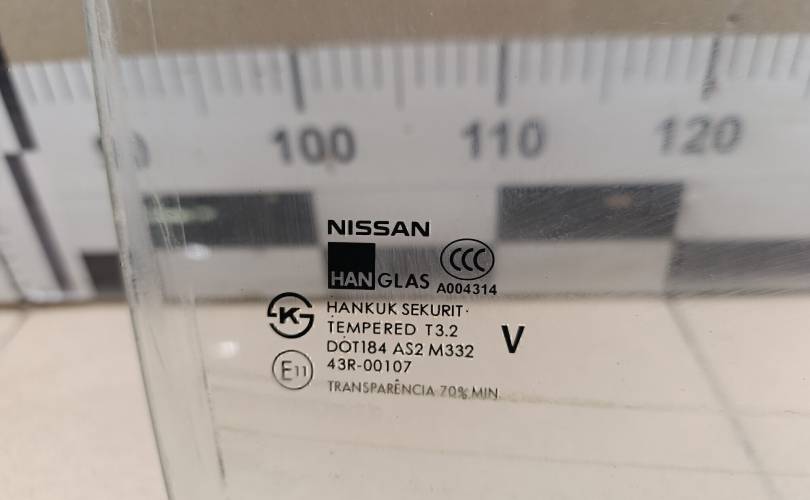 100 110 120
NISSAN
HANGLAS
CCC
A004314
HANKUK SEKURIT
TEMPERED T3.2
DOT184 AS2 M332
V
43R-00107
E11
K
TRANSPARÊNCIA 70% MIN.